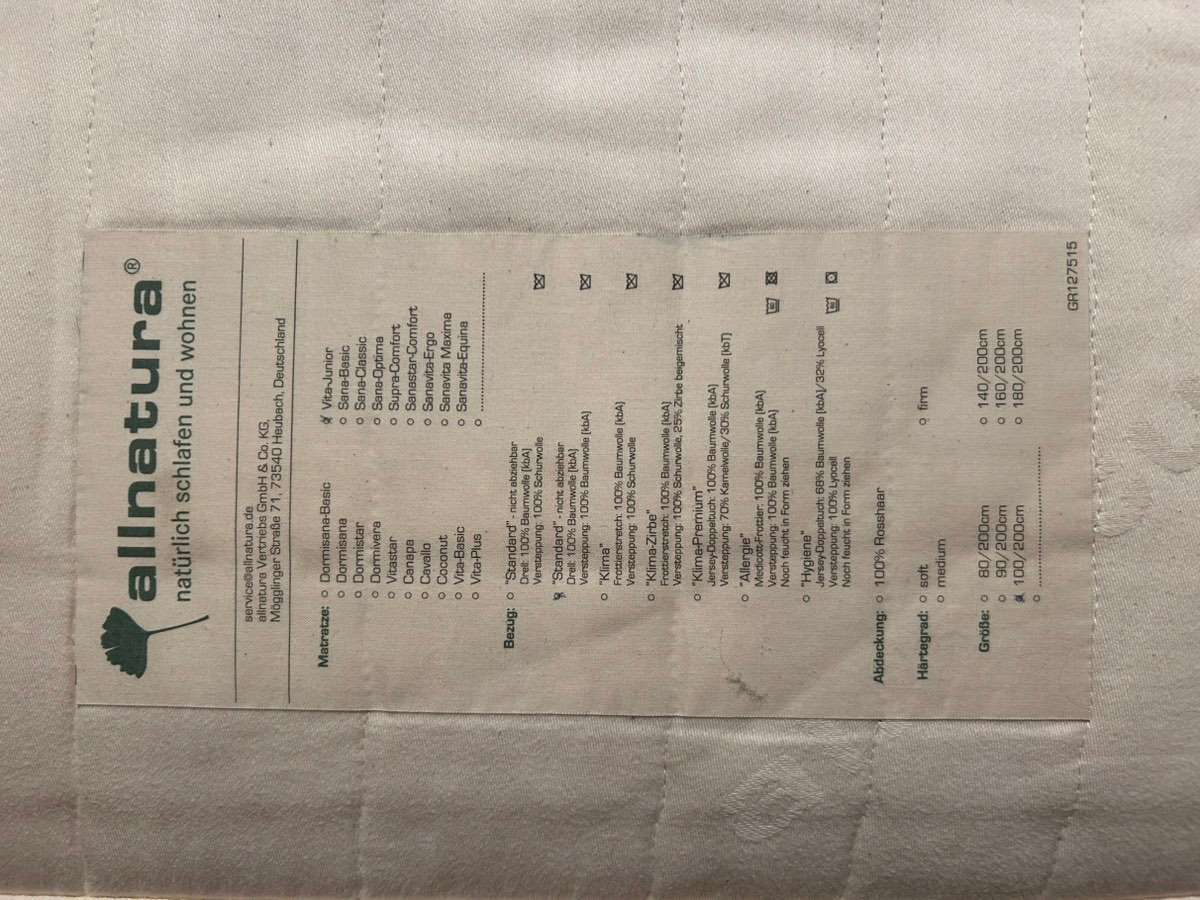 allnatura®
natürlich schlafen und wohnen
service@allnatura.de
allnatura Vertriebs GmbH & Co. KG,
Mögglinger Straße 71, 73540 Heubach, Deutschland
Matratze: ○ Dormisana-Basic
○ Dormisana
○ Dormistar
○ Dormivera
○ Vitastar
○ Canapa
○ Cavallo
○ Coconut
○ Vita-Basic
○ Vita-Plus
○ Vita-Junior
○ Sana-Basic
○ Sana-Classic
○ Sana-Optima
○ Supra-Comfort
○ Sanastar-Comfort
○ Sanavita-Ergo
○ Sanavita Maxima
○ Sanavita-Equina
○ ........................
Bezug: ○ "Standard" - nicht abziehbar
Drell: 100% Baumwolle (kbA)
Versteppung: 100% Schurwolle
○ "Standard" - nicht abziehbar
Drell: 100% Baumwolle (kbA)
Versteppung: 100% Baumwolle (kbA)
○ "Klima"
Frottierstretch: 100% Baumwolle (kbA)
Versteppung: 100% Schurwolle
○ "Klima-Zirbe"
Frottierstretch: 100% Baumwolle (kbA)
Versteppung: 100% Schurwolle, 25% Zirbe beigemischt
○ "Klima-Premium"
Jersey-Doppeltuch: 100% Baumwolle (kbA)
Versteppung: 70% Kamelwolle/30% Schurwolle (kbT)
○ "Allergie"
Medicott-Frottier: 100% Baumwolle (kbA)
Versteppung: 100% Baumwolle (kbA)
Noch feucht in Form ziehen
○ "Hygiene"
Jersey-Doppeltuch: 68% Baumwolle (kbA)/32% Lyocell
Versteppung: 100% Lyocell
Noch feucht in Form ziehen
Abdeckung: ○ 100% Rosshaar
Härtegrad: ○ soft ○ firm
○ medium
Größe: ○ 80/200cm ○ 140/200cm
○ 90/200cm ○ 160/200cm
○ 100/200cm ○ 180/200cm
○ ........................
GR127515